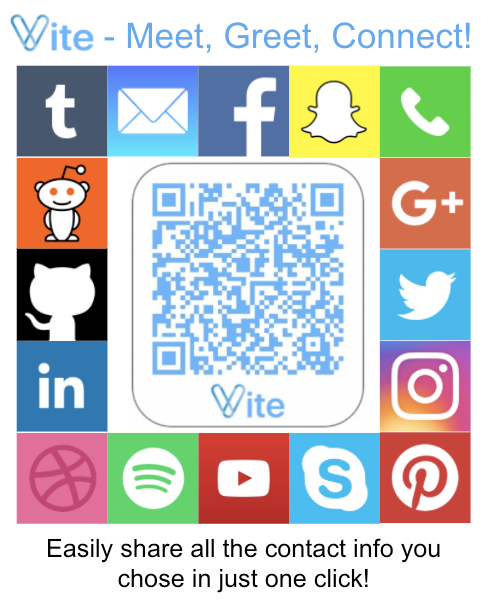 Vite - Meet, Greet, Connect!
t
f
G+
in
Vite
S
P
Easily share all the contact info you
chose in just one click!